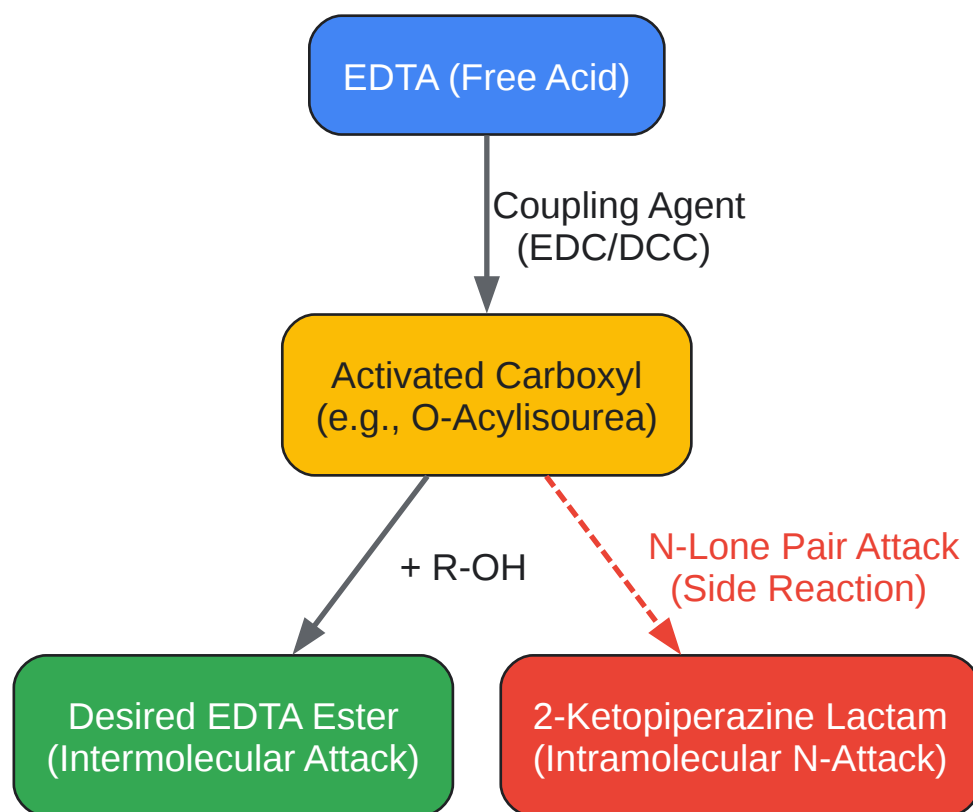 EDTA (Free Acid)
Coupling Agent
(EDC/DCC)
Activated Carboxyl
(e.g., O-Acylisourea)
+ R-OH
N-Lone Pair Attack
(Side Reaction)
Desired EDTA Ester
(Intermolecular Attack)
2-Ketopiperazine Lactam
(Intramolecular N-Attack)